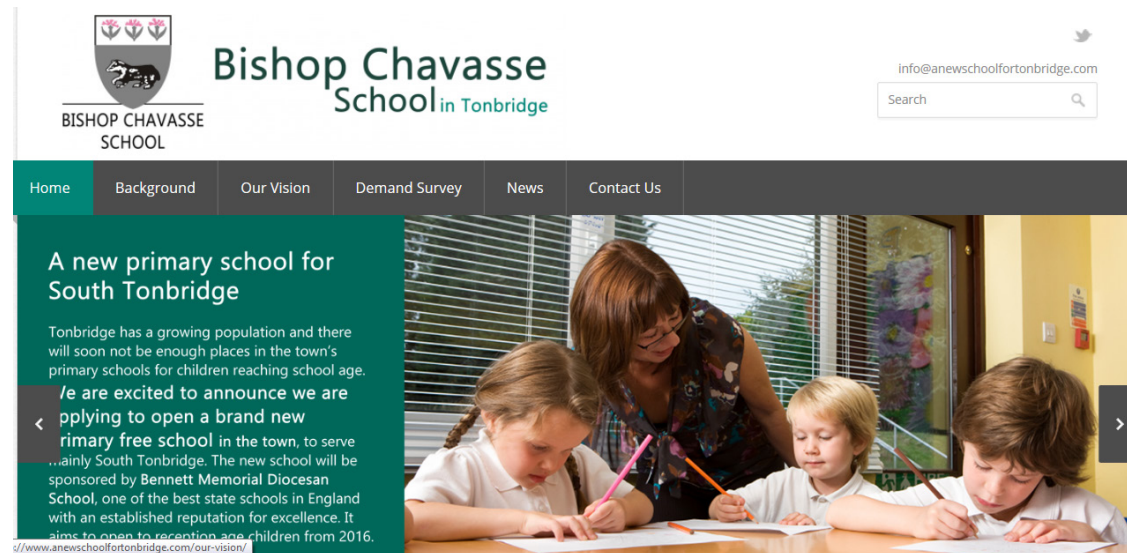 BISHOP CHAVASSE
SCHOOL
Bishop Chavasse
School in Tonbridge
info@anewschoolfortonbridge.com
Search
Home Background Our Vision Demand Survey News Contact Us
A new primary school for
South Tonbridge
Tonbridge has a growing population and there
will soon not be enough places in the town's
primary schools for children reaching school age.
We are excited to announce we are
applying to open a brand new
primary free school in the town, to serve
mainly South Tonbridge. The new school will be
sponsored by Bennett Memorial Diocesan
School, one of the best state schools in England
with an established reputation for excellence. It
aims to open to reception age children from 2016.
://www.anewschoolfortonbridge.com/our-vision/